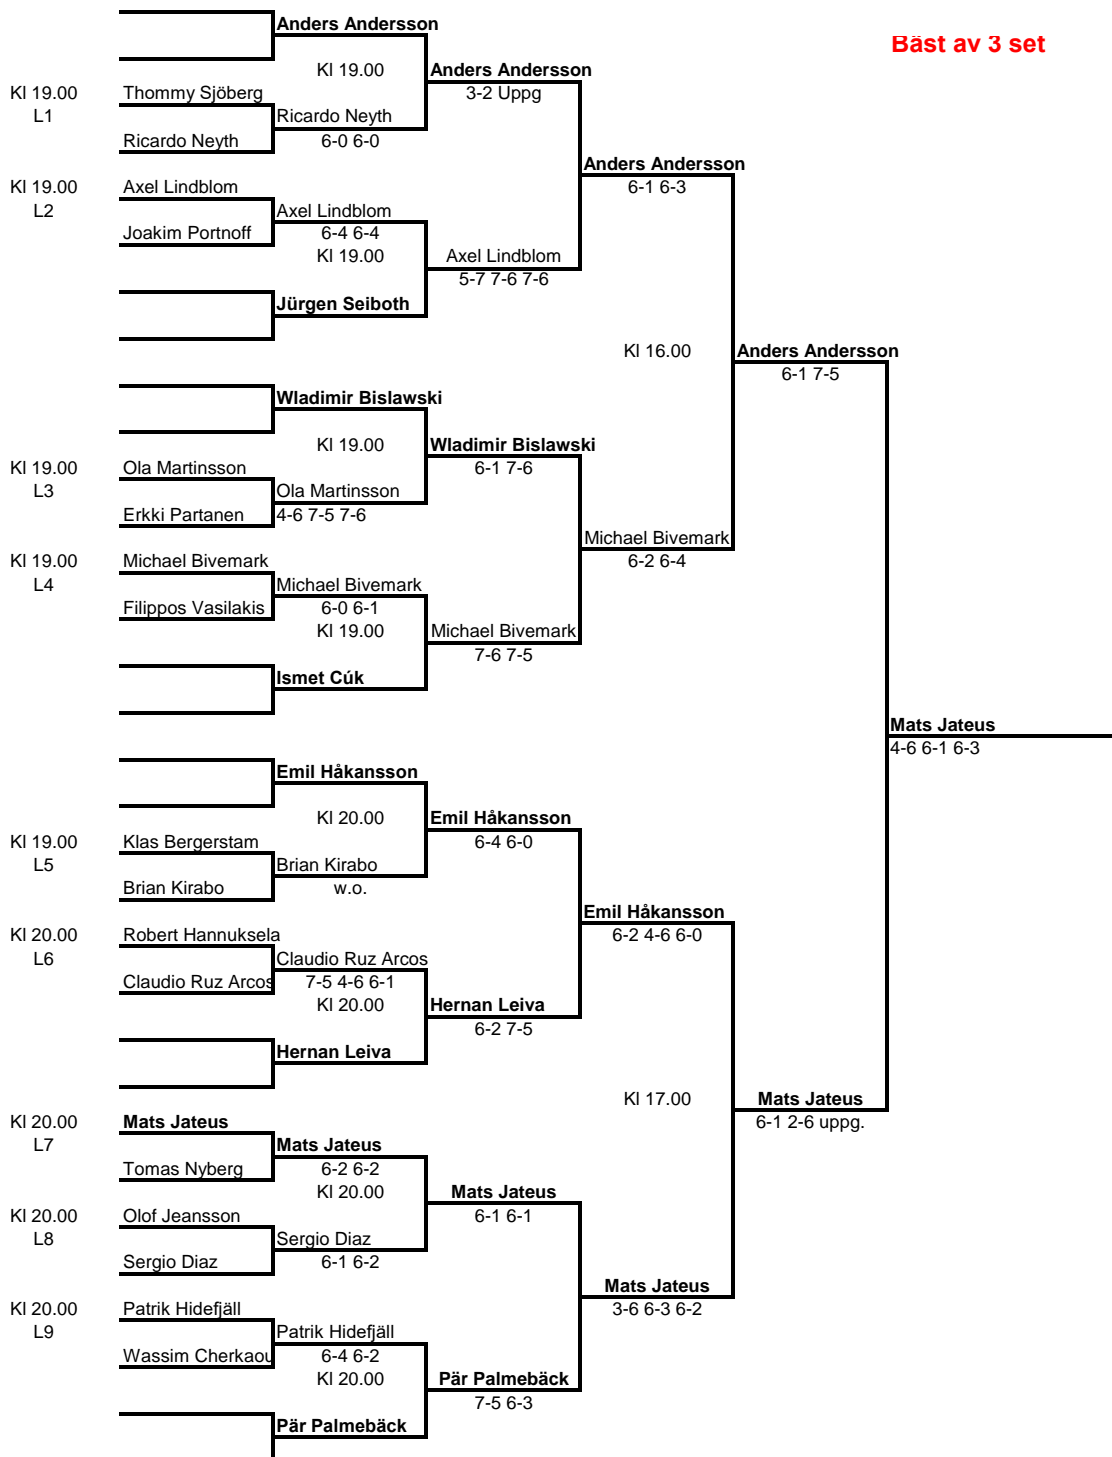 Anders Andersson
Bäst av 3 set
Kl 19.00
Anders Andersson
Kl 19.00
Thommy Sjöberg
3-2 Uppg
L1
Ricardo Neyth
Ricardo Neyth
6-0 6-0
Anders Andersson
Kl 19.00
Axel Lindblom
6-1 6-3
L2
Axel Lindblom
Joakim Portnoff
6-4 6-4
Kl 19.00
Axel Lindblom
5-7 7-6 7-6
Jürgen Seiboth
Kl 16.00
Anders Andersson
6-1 7-5
Wladimir Bislawski
Kl 19.00
Wladimir Bislawski
Kl 19.00
Ola Martinsson
6-1 7-6
L3
Ola Martinsson
Erkki Partanen
4-6 7-5 7-6
Michael Bivemark
Kl 19.00
Michael Bivemark
6-2 6-4
L4
Michael Bivemark
Filippos Vasilakis
6-0 6-1
Kl 19.00
Michael Bivemark
7-6 7-5
Ismet Cúk
Mats Jateus
4-6 6-1 6-3
Emil Håkansson
Kl 20.00
Emil Håkansson
Kl 19.00
Klas Bergerstam
6-4 6-0
L5
Brian Kirabo
Brian Kirabo
w.o.
Emil Håkansson
Kl 20.00
Robert Hannuksela
6-2 4-6 6-0
L6
Claudio Ruz Arcos
Claudio Ruz Arcos
7-5 4-6 6-1
Kl 20.00
Hernan Leiva
6-2 7-5
Hernan Leiva
Kl 17.00
Mats Jateus
Kl 20.00
Mats Jateus
6-1 2-6 uppg.
L7
Mats Jateus
Tomas Nyberg
6-2 6-2
Kl 20.00
Mats Jateus
Kl 20.00
Olof Jeansson
6-1 6-1
L8
Sergio Diaz
Sergio Diaz
6-1 6-2
Mats Jateus
Kl 20.00
Patrik Hidefjäll
3-6 6-3 6-2
L9
Patrik Hidefjäll
Wassim Cherkaou
6-4 6-2
Kl 20.00
Pär Palmebäck
7-5 6-3
Pär Palmebäck